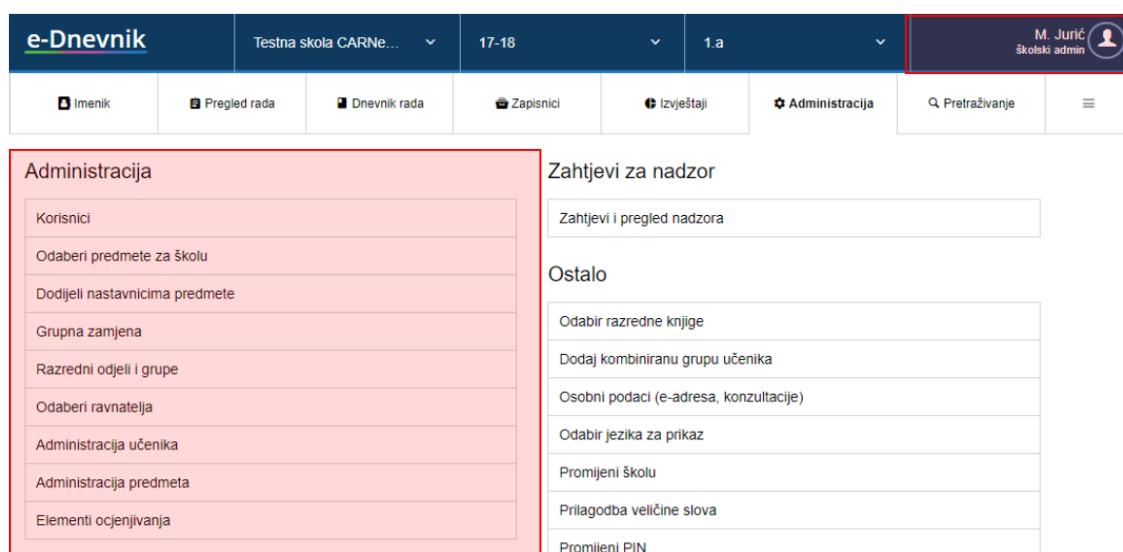 e-Dnevnik
Testna skola CARNe...
17-18
1.a
M. Jurić
školski admin
Imenik
Pregled rada
Dnevnik rada
Zapisnici
Izvještaji
Administracija
Pretraživanje
Administracija
Korisnici
Odaberi predmete za školu
Dodijeli nastavnicima predmete
Grupna zamjena
Razredni odjeli i grupe
Odaberi ravnatelja
Administracija učenika
Administracija predmeta
Elementi ocjenjivanja
Zahtjevi za nadzor
Zahtjevi i pregled nadzora
Ostalo
Odabir razredne knjige
Dodaj kombiniranu grupu učenika
Osobni podaci (e-adresa, konzultacije)
Odabir jezika za prikaz
Promijeni školu
Prilagodba veličine slova
Promijeni PIN